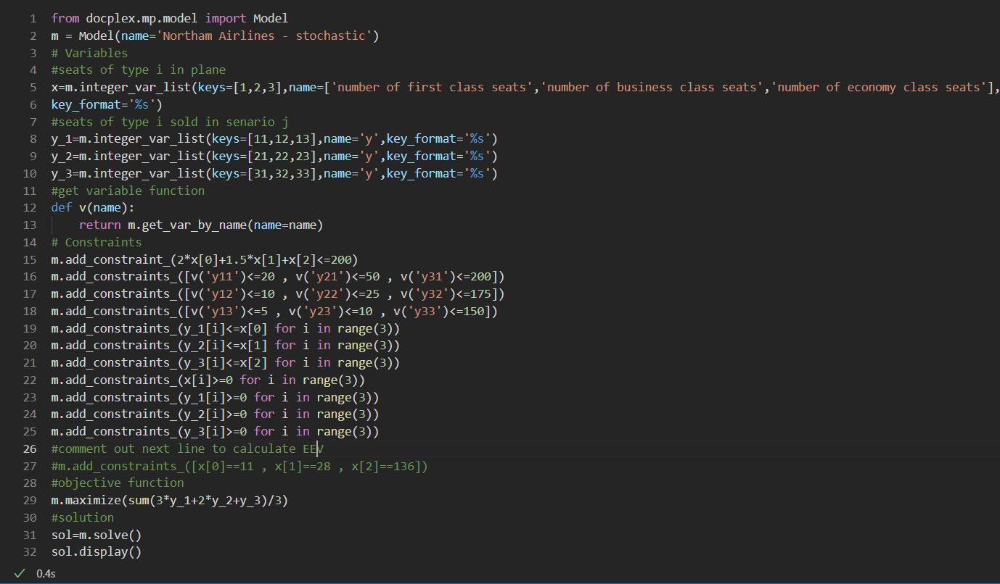 1 from docplex.mp.model import Model
2 m = Model(name='Northam Airlines - stochastic')
3 # Variables
4 #seats of type i in plane
5 x=m.integer_var_list(keys=[1,2,3],name=['number of first class seats','number of business class seats','number of economy class seats'],
6 key_format='%s')
7 #seats of type i sold in senario j
8 y_1=m.integer_var_list(keys=[11,12,13],name='y',key_format='%s')
9 y_2=m.integer_var_list(keys=[21,22,23],name='y',key_format='%s')
10 y_3=m.integer_var_list(keys=[31,32,33],name='y',key_format='%s')
11 #get variable function
12 def v(name):
13     return m.get_var_by_name(name=name)
14 # Constraints
15 m.add_constraint_(2*x[0]+1.5*x[1]+x[2]<=200)
16 m.add_constraints_([v('y11')<=20 , v('y21')<=50 , v('y31')<=200])
17 m.add_constraints_([v('y12')<=10 , v('y22')<=25 , v('y32')<=175])
18 m.add_constraints_([v('y13')<=5 , v('y23')<=10 , v('y33')<=150])
19 m.add_constraints_(y_1[i]<=x[0] for i in range(3))
20 m.add_constraints_(y_2[i]<=x[1] for i in range(3))
21 m.add_constraints_(y_3[i]<=x[2] for i in range(3))
22 m.add_constraints_(x[i]>=0 for i in range(3))
23 m.add_constraints_(y_1[i]>=0 for i in range(3))
24 m.add_constraints_(y_2[i]>=0 for i in range(3))
25 m.add_constraints_(y_3[i]>=0 for i in range(3))
26 #comment out next line to calculate EEV
27 #m.add_constraints_([x[0]==11 , x[1]==28 , x[2]==136])
28 #objective function
29 m.maximize(sum(3*y_1+2*y_2+y_3)/3)
30 #solution
31 sol=m.solve()
32 sol.display()
✓ 0.4s